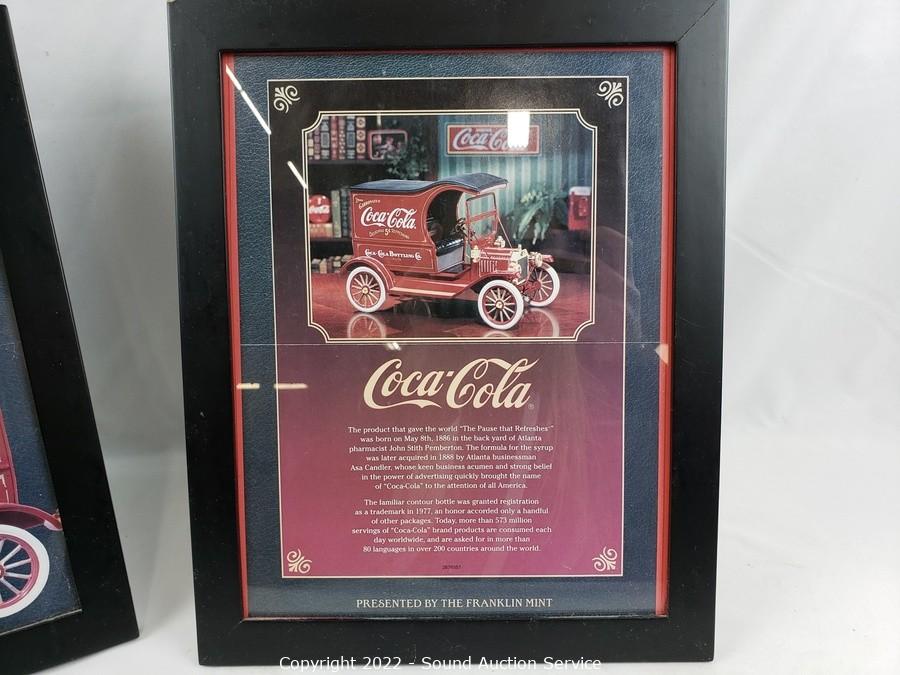 Coca-Cola
Coca-Cola
Coca-Cola
5¢
COCA-COLA BOTTLING CO.
Coca-Cola®
The product that gave the world "The Pause that Refreshes™"
was born on May 8th, 1886 in the back yard of Atlanta
pharmacist John Stith Pemberton. The formula for the syrup
was later acquired in 1888 by Atlanta businessman
Asa Candler, whose keen business acumen and strong belief
in the power of advertising quickly brought the name
of "Coca-Cola" to the attention of all America.
The familiar contour bottle was granted registration
as a trademark in 1977, an honor accorded only a handful
of other packages. Today, more than 573 million
servings of "Coca-Cola" brand products are consumed each
day worldwide, and are asked for in more than
80 languages in over 200 countries around the world.
PRESENTED BY THE FRANKLIN MINT
Copyright 2022 - Sound Auction Service